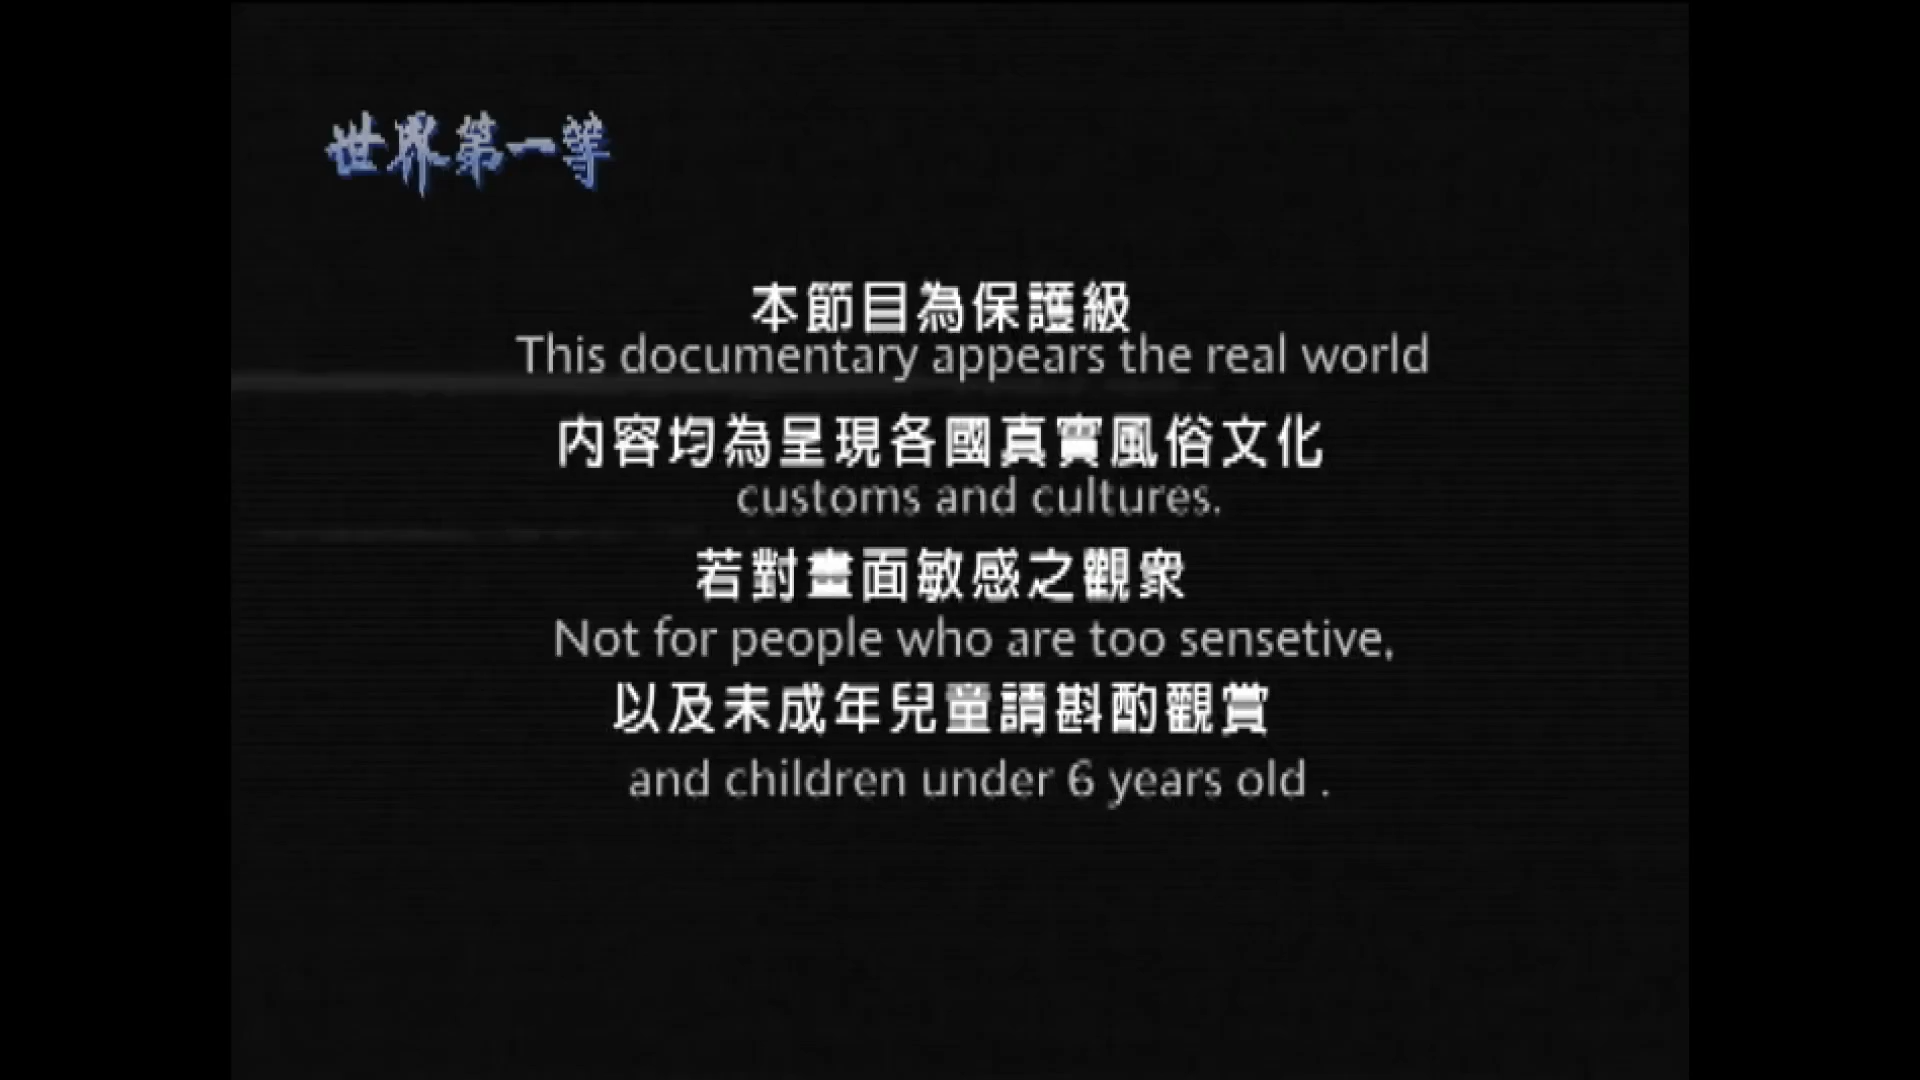 世界第一等
本節目為保護級
This documentary appears the real world
內容均為呈現各國真實風俗文化
customs and cultures.
若對畫面敏感之觀眾
Not for people who are too sensetive,
以及未成年兒童請斟酌觀賞
and children under 6 years old .